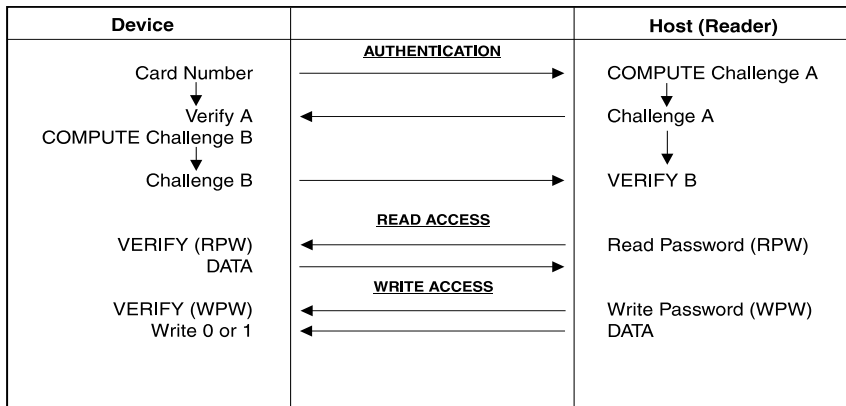 Device Host (Reader)
AUTHENTICATION
Card Number COMPUTE Challenge A
Verify A Challenge A
COMPUTE Challenge B
Challenge B VERIFY B
READ ACCESS
VERIFY (RPW) Read Password (RPW)
DATA
WRITE ACCESS
VERIFY (WPW) Write Password (WPW)
Write 0 or 1 DATA